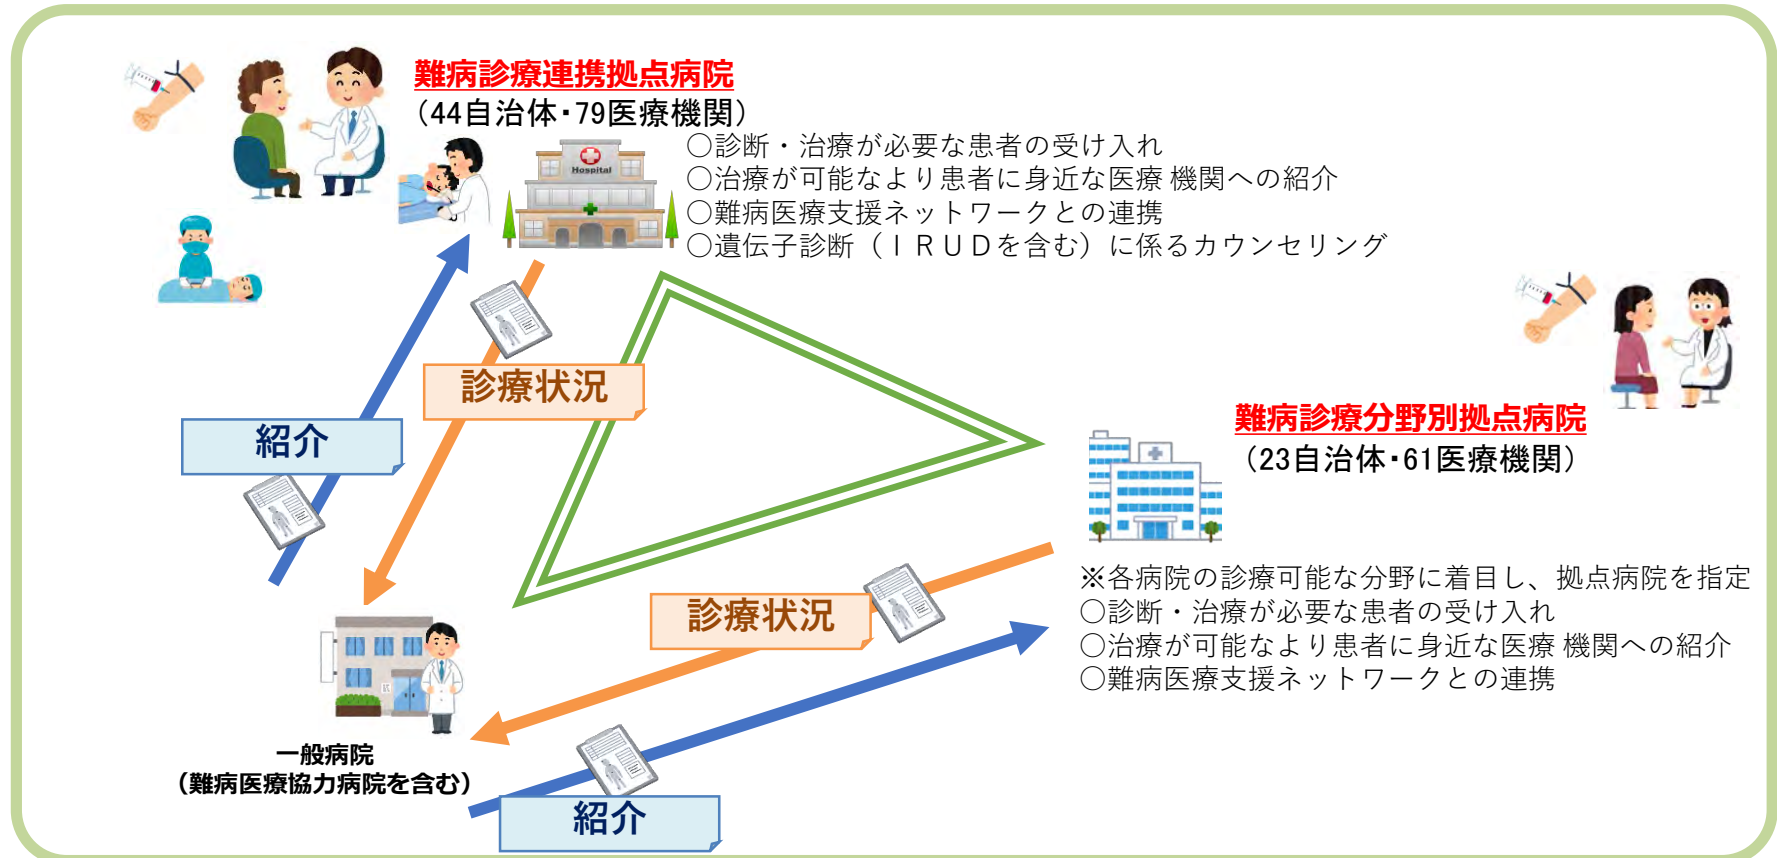 難病診療連携拠点病院
（44自治体・79医療機関）
Hospital
○診断・治療が必要な患者の受け入れ
○治療が可能なより患者に身近な医療 機関への紹介
○難病医療支援ネットワークとの連携
○遺伝子診断（ＩＲＵＤを含む）に係るカウンセリング
診療状況
紹介
難病診療分野別拠点病院
（23自治体・61医療機関）
※各病院の診療可能な分野に着目し、拠点病院を指定
○診断・治療が必要な患者の受け入れ
○治療が可能なより患者に身近な医療 機関への紹介
○難病医療支援ネットワークとの連携
診療状況
一般病院
（難病医療協力病院を含む）
紹介